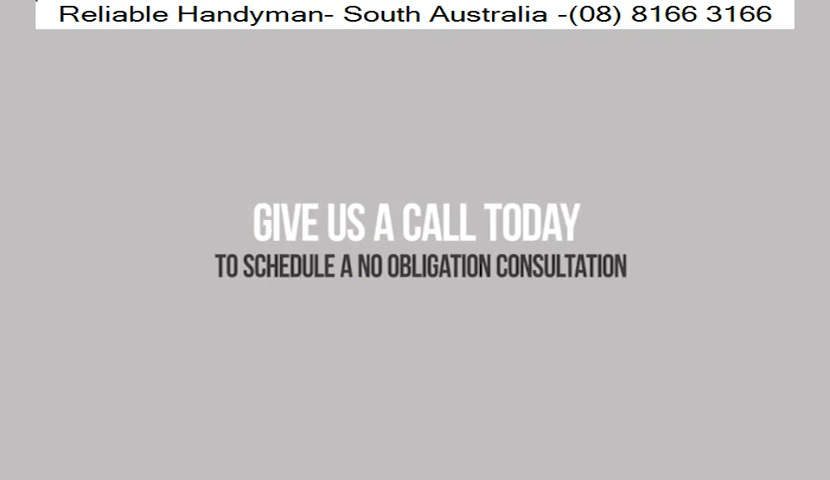 Reliable Handyman- South Australia -(08) 8166 3166
GIVE US A CALL TODAY
TO SCHEDULE A NO OBLIGATION CONSULTATION